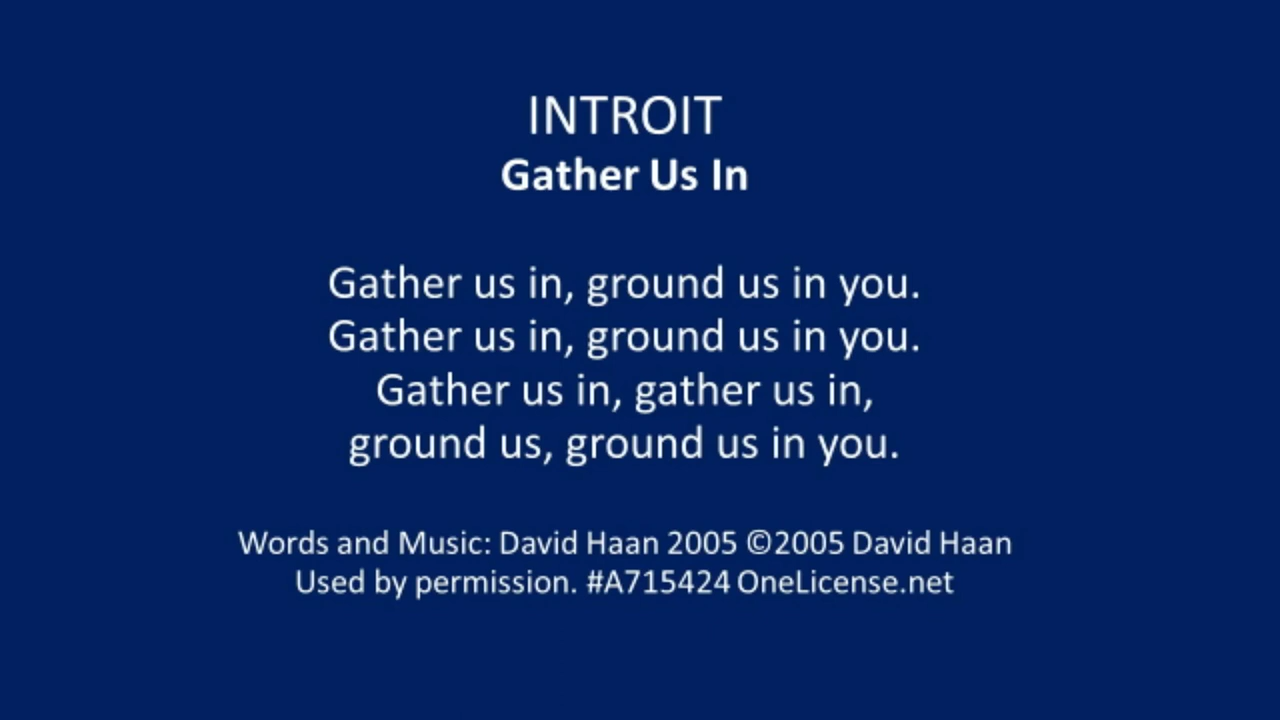 INTROIT
Gather Us In
Gather us in, ground us in you.
Gather us in, ground us in you.
Gather us in, gather us in,
ground us, ground us in you.
Words and Music: David Haan 2005 ©2005 David Haan
Used by permission. #A715424 OneLicense.net